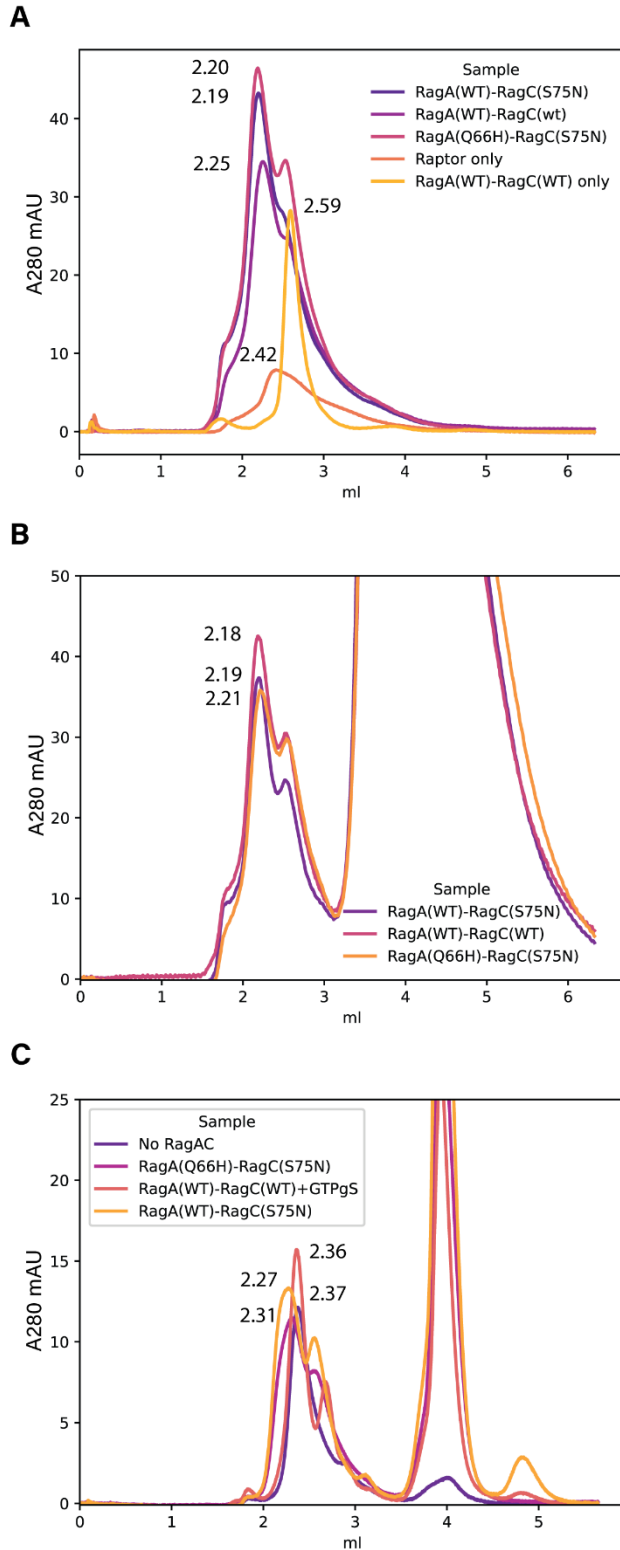 A
A280 mAU
40
30
20
10
0
2.20
2.19
2.25
2.42
2.59
Sample
RagA(WT)-RagC(S75N)
RagA(WT)-RagC(wt)
RagA(Q66H)-RagC(S75N)
Raptor only
RagA(WT)-RagC(WT) only
0 1 2 3 4 5 6
ml
B
A280 mAU
50
40
30
20
10
0
2.18
2.19
2.21
Sample
RagA(WT)-RagC(S75N)
RagA(WT)-RagC(WT)
RagA(Q66H)-RagC(S75N)
0 1 2 3 4 5 6
ml
C
A280 mAU
25
20
15
10
5
0
Sample
No RagAC
RagA(Q66H)-RagC(S75N)
RagA(WT)-RagC(WT)+GTPgS
RagA(WT)-RagC(S75N)
2.36
2.27
2.37
2.31
0 1 2 3 4 5
ml